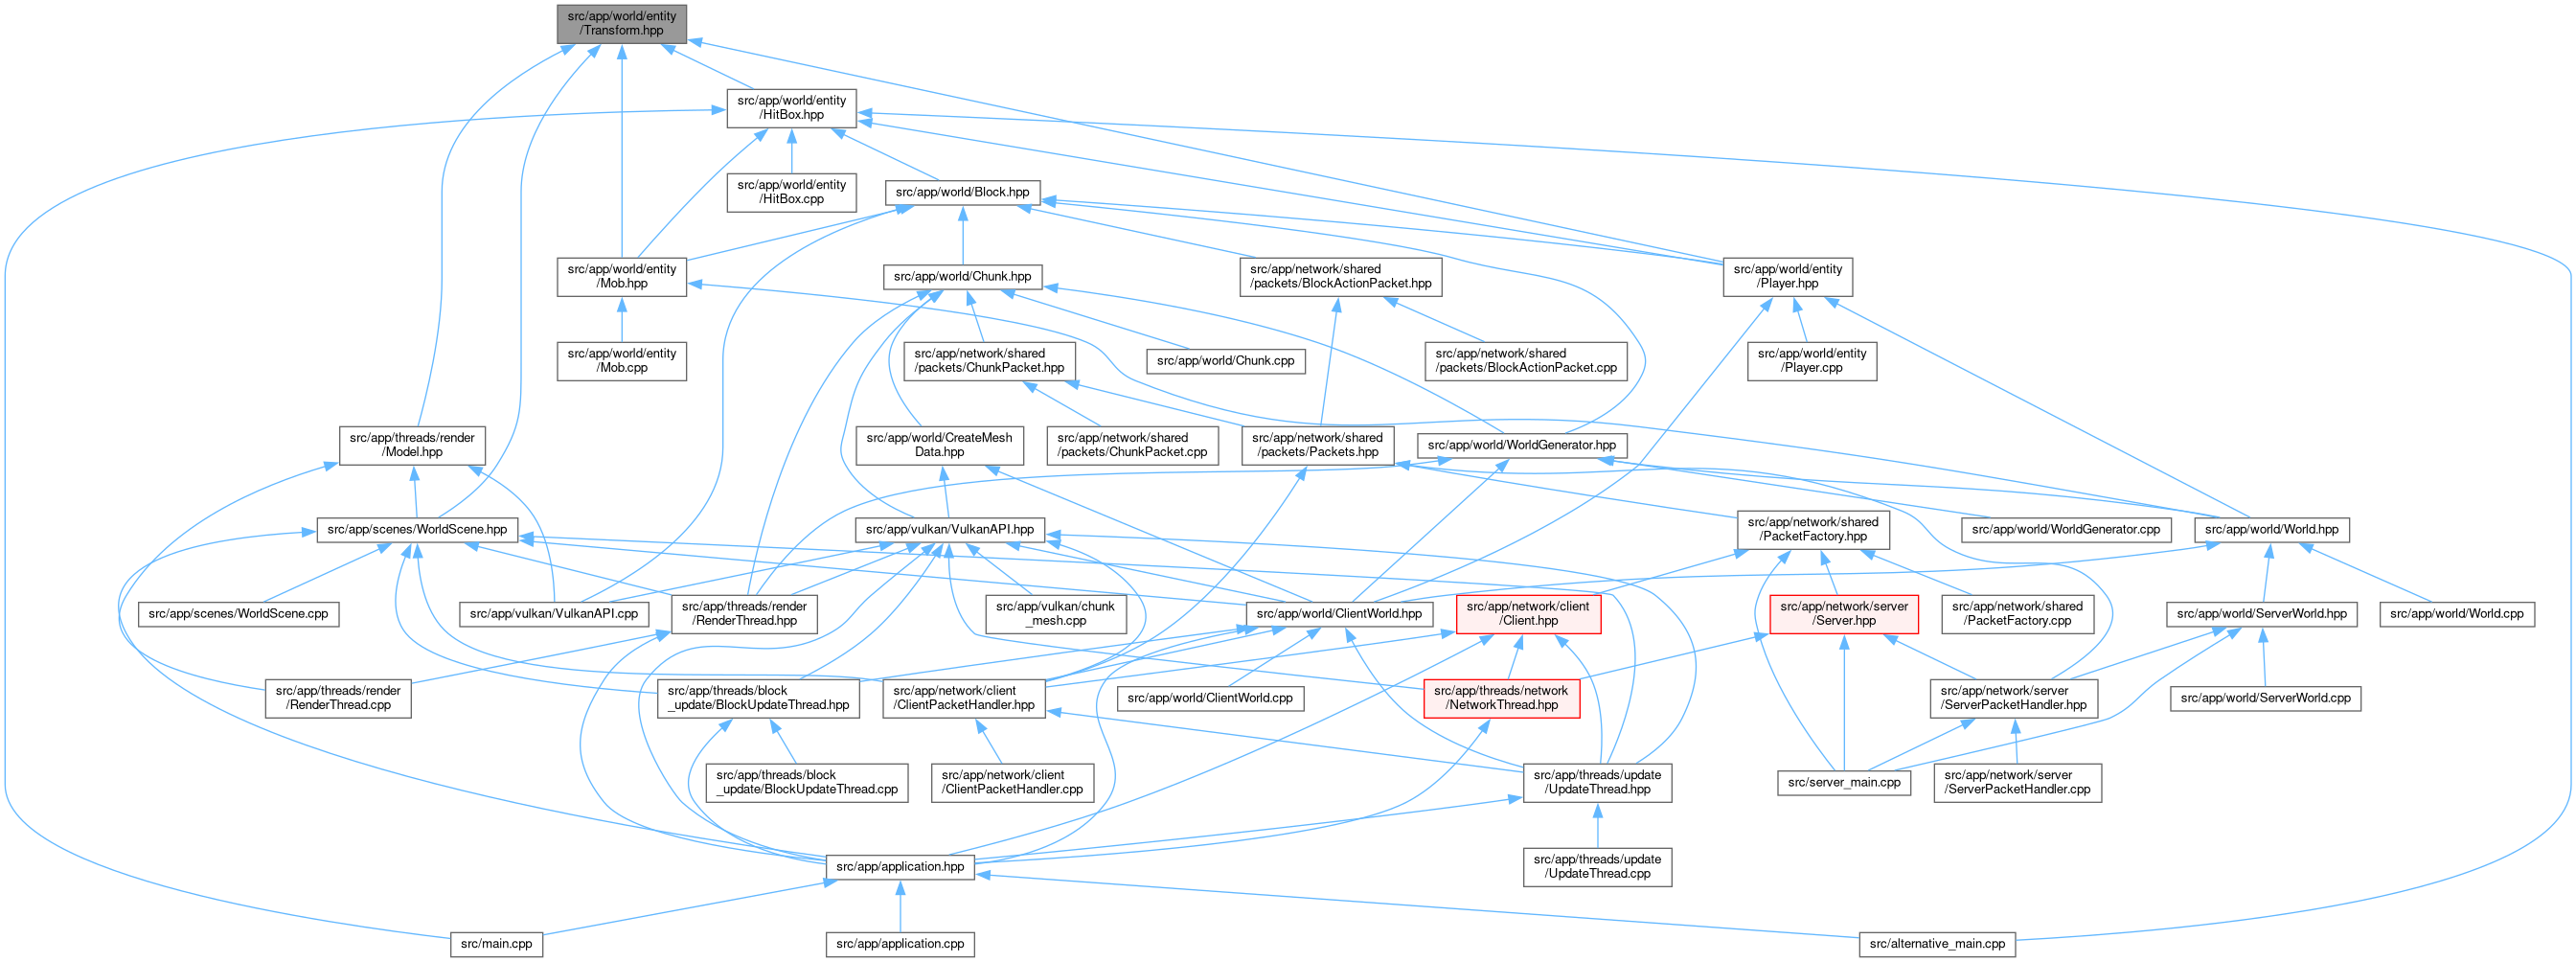 src/app/world/entity
/Transform.hpp
src/app/world/entity
/HitBox.hpp
src/app/world/entity
/HitBox.cpp
src/app/world/Block.hpp
src/app/world/entity
/Mob.hpp
src/app/world/Chunk.hpp
src/app/network/shared
/packets/BlockActionPacket.hpp
src/app/world/entity
/Player.hpp
src/app/world/entity
/Mob.cpp
src/app/network/shared
/packets/ChunkPacket.hpp
src/app/world/Chunk.cpp
src/app/network/shared
/packets/BlockActionPacket.cpp
src/app/world/entity
/Player.cpp
src/app/threads/render
/Model.hpp
src/app/world/CreateMesh
Data.hpp
src/app/network/shared
/packets/ChunkPacket.cpp
src/app/network/shared
/packets/Packets.hpp
src/app/world/WorldGenerator.hpp
src/app/scenes/WorldScene.hpp
src/app/vulkan/VulkanAPI.hpp
src/app/network/shared
/PacketFactory.hpp
src/app/world/WorldGenerator.cpp
src/app/world/World.hpp
src/app/scenes/WorldScene.cpp
src/app/vulkan/VulkanAPI.cpp
src/app/threads/render
/RenderThread.hpp
src/app/vulkan/chunk
_mesh.cpp
src/app/world/ClientWorld.hpp
src/app/network/client
/Client.hpp
src/app/network/server
/Server.hpp
src/app/network/shared
/PacketFactory.cpp
src/app/world/ServerWorld.hpp
src/app/world/World.cpp
src/app/threads/render
/RenderThread.cpp
src/app/threads/block
_update/BlockUpdateThread.hpp
src/app/network/client
/ClientPacketHandler.hpp
src/app/world/ClientWorld.cpp
src/app/threads/network
/NetworkThread.hpp
src/app/network/server
/ServerPacketHandler.hpp
src/app/world/ServerWorld.cpp
src/app/threads/block
_update/BlockUpdateThread.cpp
src/app/network/client
/ClientPacketHandler.cpp
src/app/threads/update
/UpdateThread.hpp
src/server_main.cpp
src/app/network/server
/ServerPacketHandler.cpp
src/app/application.hpp
src/app/threads/update
/UpdateThread.cpp
src/main.cpp
src/app/application.cpp
src/alternative_main.cpp